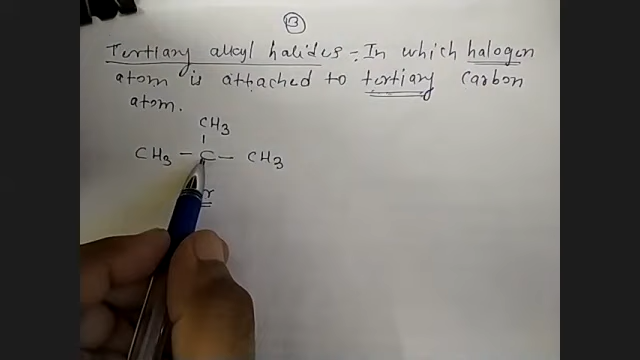 13
Tertiary alkyl halides :- In which halogen
atom is attached to tertiary carbon
atom.
CH3
CH3 - C - CH3